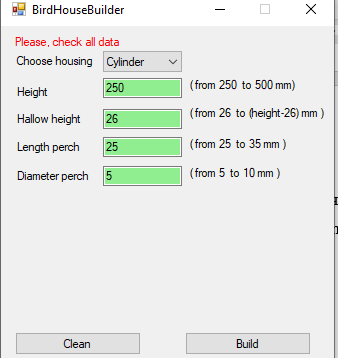 BirdHouseBuilder
Please, check all data
Choose housing Cylinder
Height 250 (from 250 to 500 mm)
Hallow height 26 (from 26 to (height-26) mm )
Length perch 25 (from 25 to 35 mm )
Diameter perch 5 (from 5 to 10 mm )
Clean Build